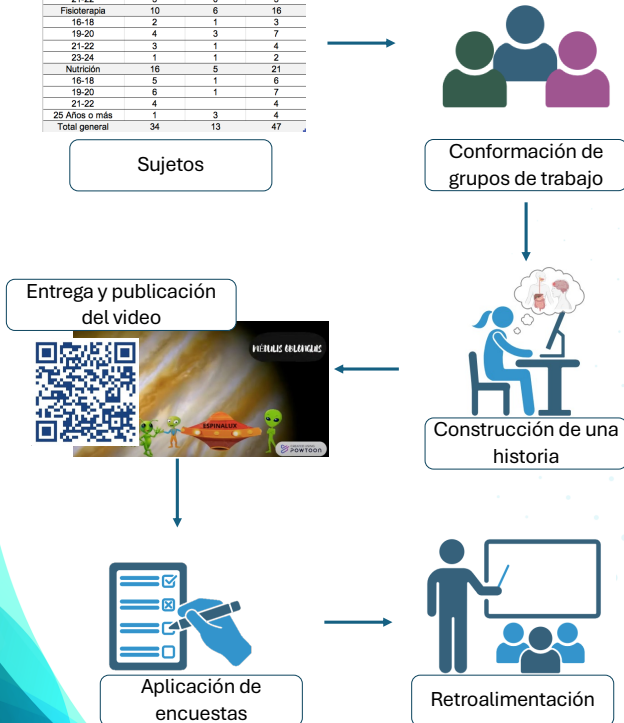 Fisioterapia 10 6 16
16-18 2 1 3
19-20 4 3 7
21-22 3 1 4
23-24 1 1 2
Nutrición 16 5 21
16-18 5 1 6
19-20 6 1 7
21-22 4 4
25 Años o más 1 3 4
Total general 34 13 47
Sujetos
Conformación de
grupos de trabajo
Entrega y publicación
del video
ESPINALUX
POWTOON
Construcción de una
historia
Aplicación de
encuestas
Retroalimentación